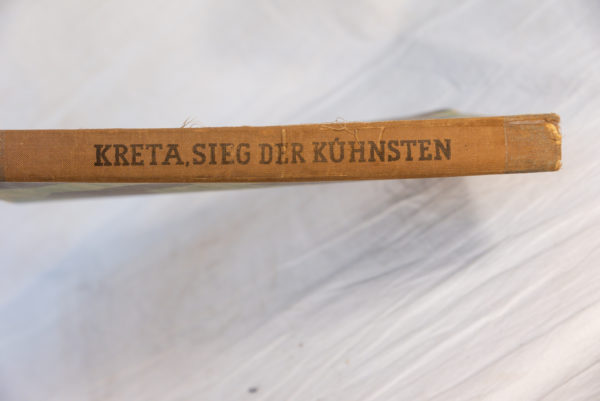 KRETA, SIEG DER KÜHNSTEN